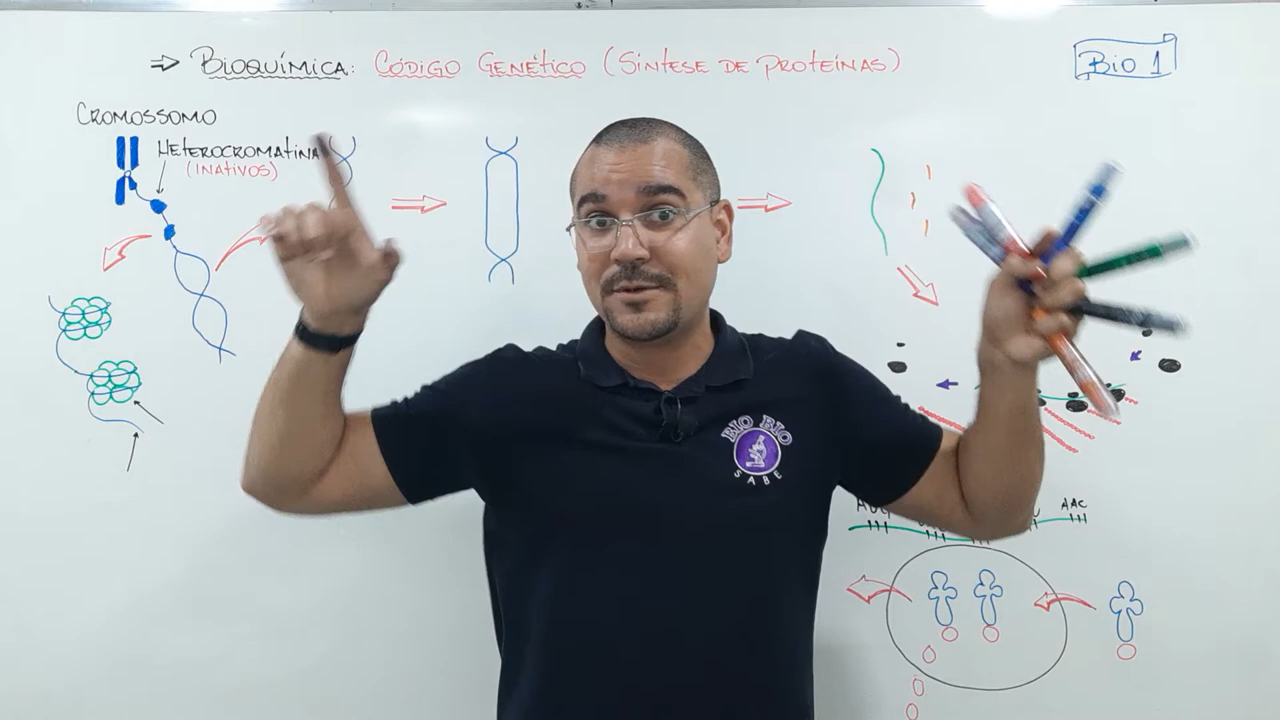 ⇒ Bioquímica: Código Genético (Síntese de Proteínas)
Bio 1
Cromossomo
Heterocromatina
(Inativos)
BIO BIO
SABE
AAC